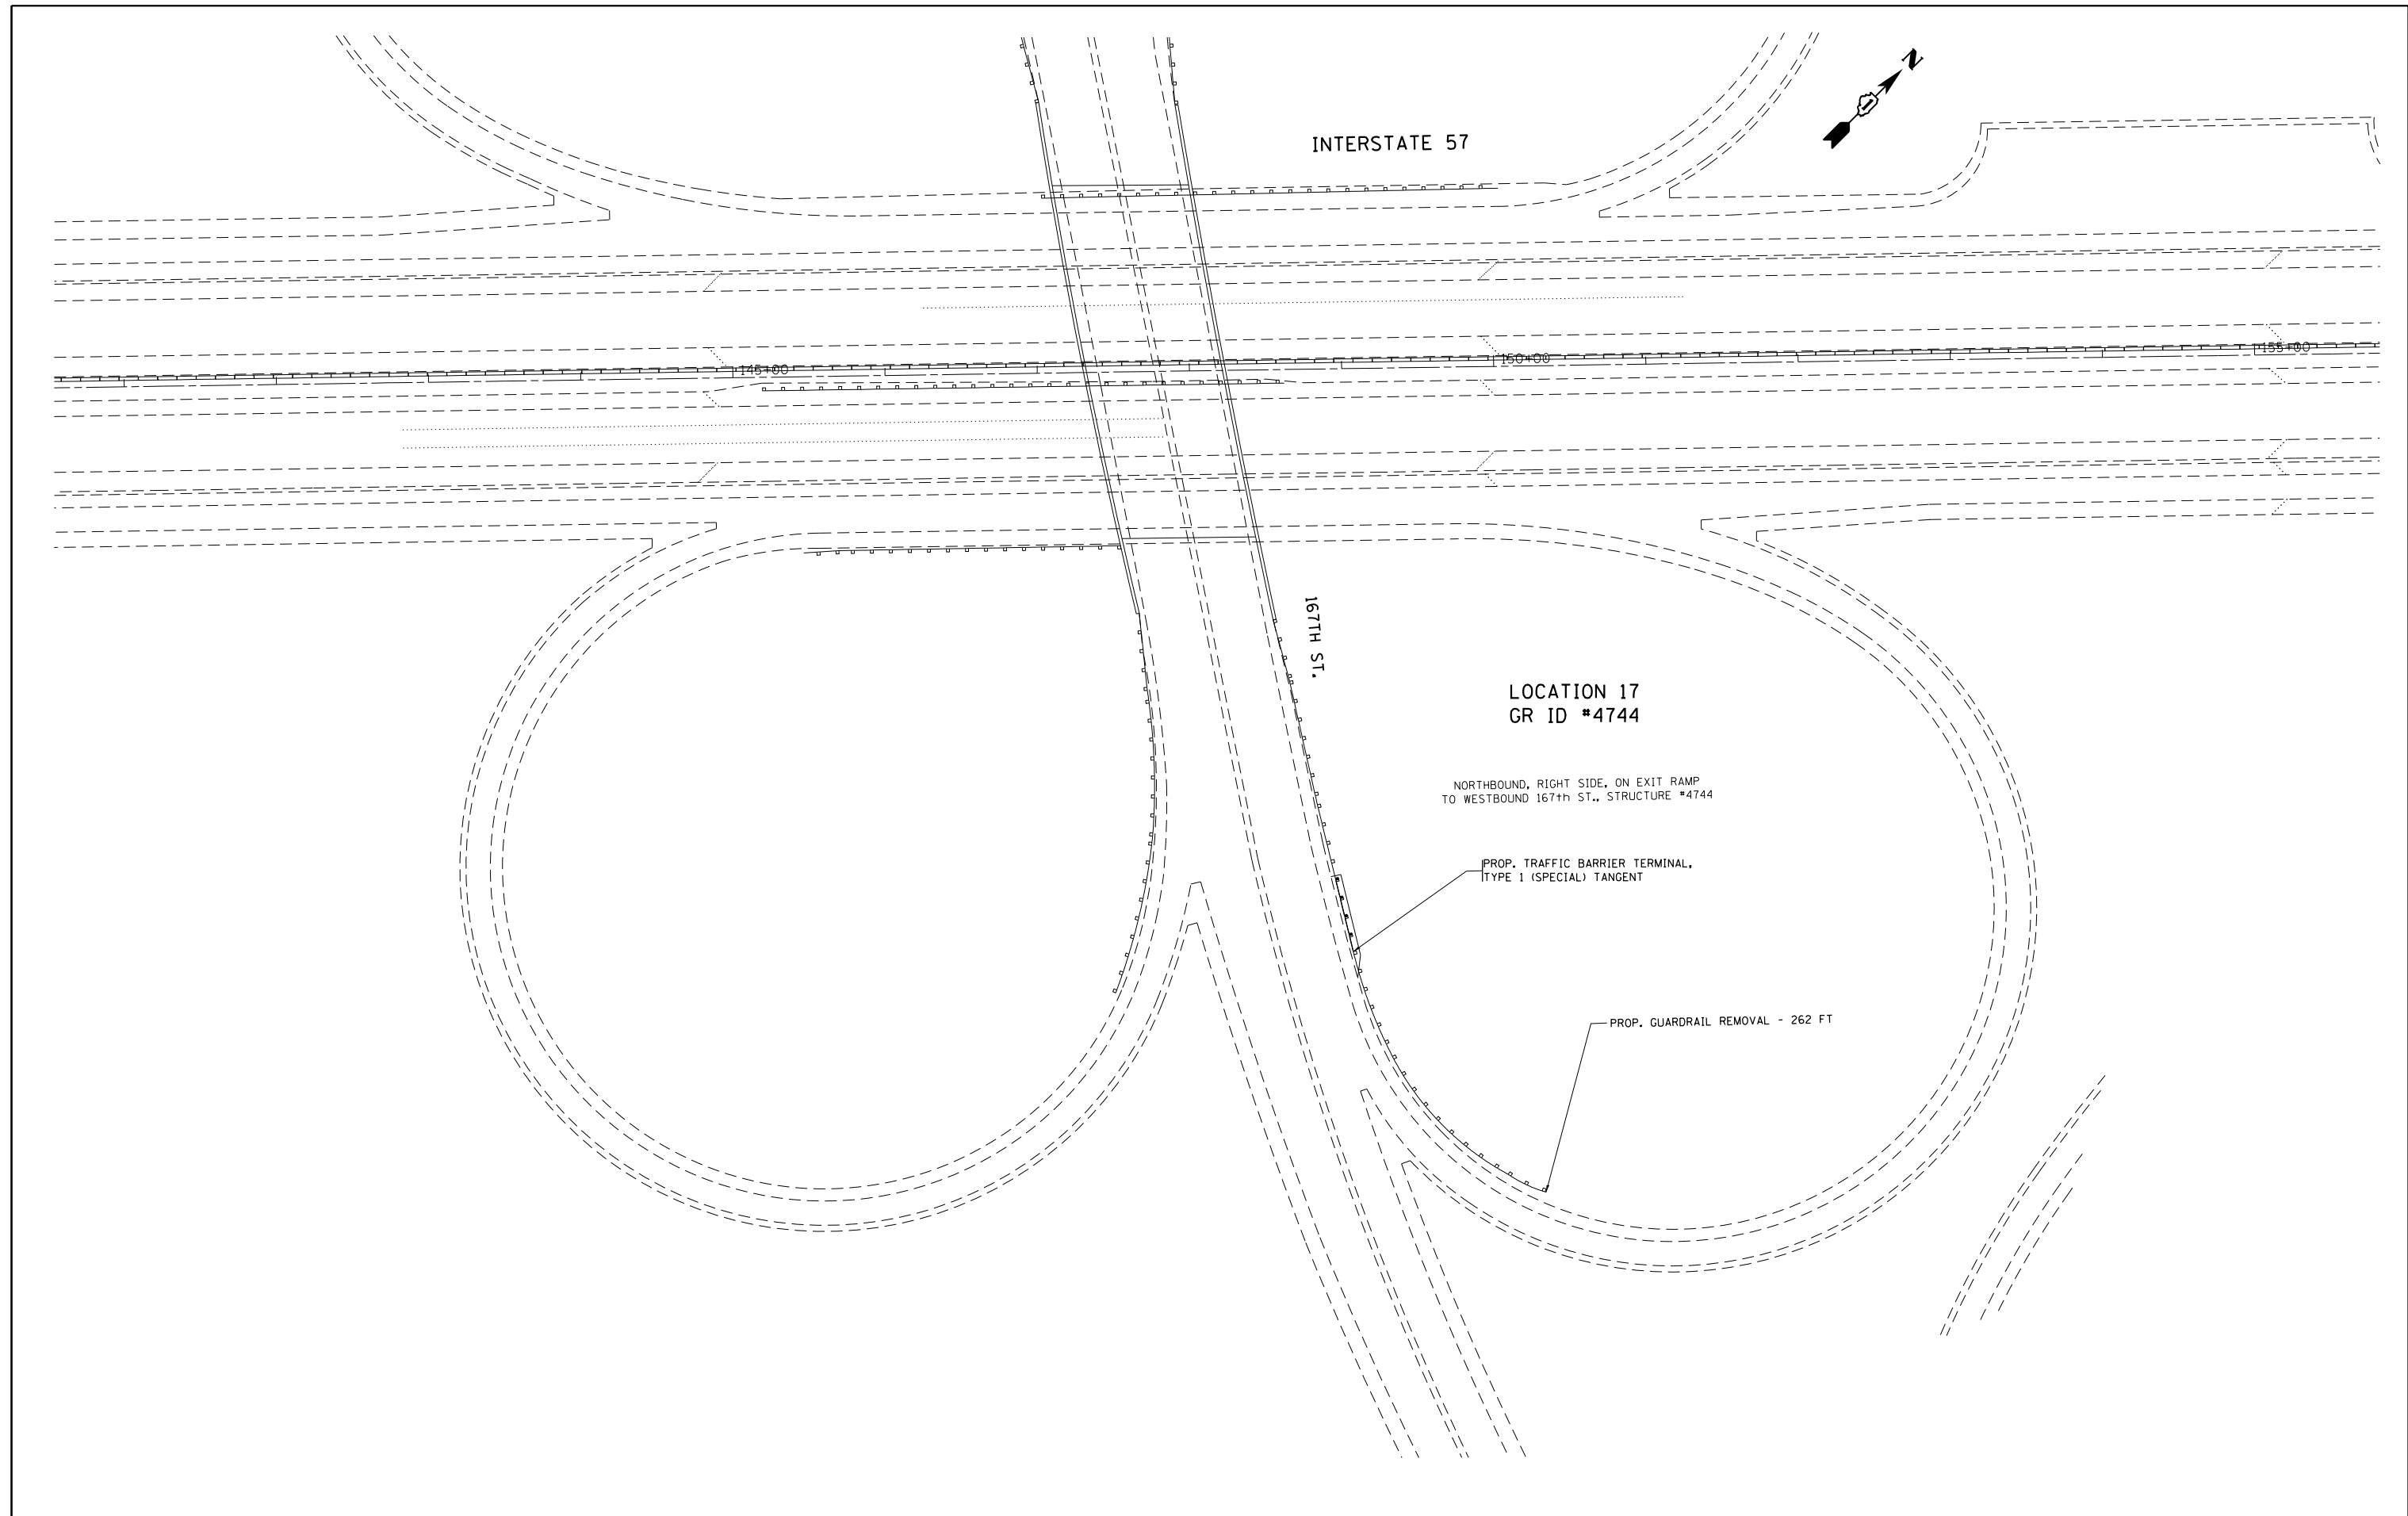 N
INTERSTATE 57
145+00
150+00
155+00
167TH ST.
LOCATION 17
GR ID #4744
NORTHBOUND, RIGHT SIDE, ON EXIT RAMP
TO WESTBOUND 167th ST., STRUCTURE #4744
PROP. TRAFFIC BARRIER TERMINAL,
TYPE 1 (SPECIAL) TANGENT
PROP. GUARDRAIL REMOVAL - 262 FT